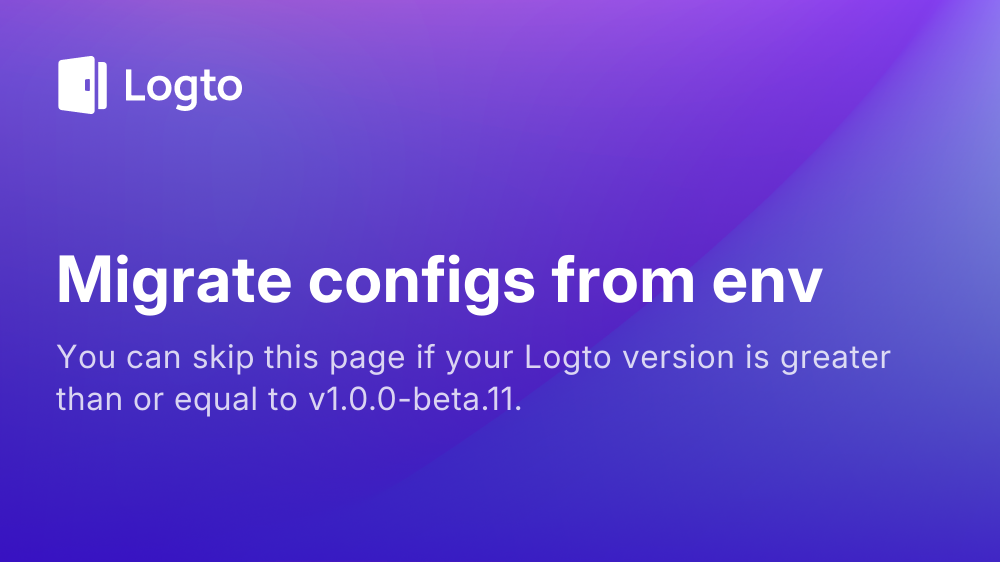 Logto
Migrate configs from env
You can skip this page if your Logto version is greater
than or equal to v1.0.0-beta.11.